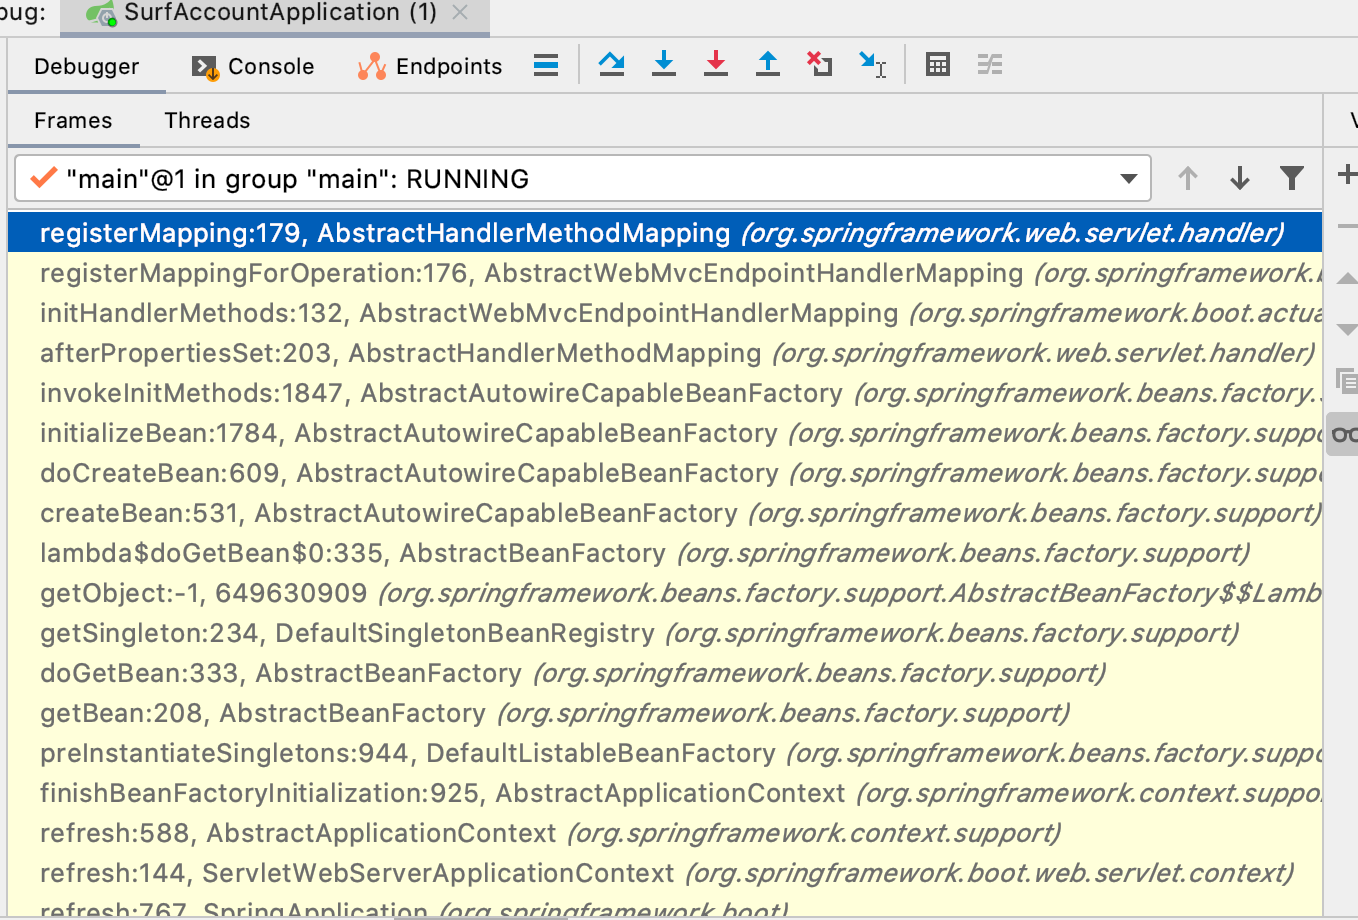 bug:
SurfAccountApplication (1)
Debugger
Console
Endpoints
Frames
Threads
"main"@1 in group "main": RUNNING
registerMapping:179, AbstractHandlerMethodMapping (org.springframework.web.servlet.handler)
registerMappingForOperation:176, AbstractWebMvcEndpointHandlerMapping (org.springframework.
initHandlerMethods:132, AbstractWebMvcEndpointHandlerMapping (org.springframework.boot.actua
afterPropertiesSet:203, AbstractHandlerMethodMapping (org.springframework.web.servlet.handler)
invokeInitMethods:1847, AbstractAutowireCapableBeanFactory (org.springframework.beans.factory.
initializeBean:1784, AbstractAutowireCapableBeanFactory (org.springframework.beans.factory.suppo
doCreateBean:609, AbstractAutowireCapableBeanFactory (org.springframework.beans.factory.suppo
createBean:531, AbstractAutowireCapableBeanFactory (org.springframework.beans.factory.support)
lambda$doGetBean$0:335, AbstractBeanFactory (org.springframework.beans.factory.support)
getObject:-1, 649630909 (org.springframework.beans.factory.support.AbstractBeanFactory$$Lamb
getSingleton:234, DefaultSingletonBeanRegistry (org.springframework.beans.factory.support)
doGetBean:333, AbstractBeanFactory (org.springframework.beans.factory.support)
getBean:208, AbstractBeanFactory (org.springframework.beans.factory.support)
preInstantiateSingletons:944, DefaultListableBeanFactory (org.springframework.beans.factory.suppo
finishBeanFactoryInitialization:925, AbstractApplicationContext (org.springframework.context.suppo
refresh:588, AbstractApplicationContext (org.springframework.context.support)
refresh:144, ServletWebServerApplicationContext (org.springframework.boot.web.servlet.context)
refresh:767, SpringApplication (org.springframework.boot)